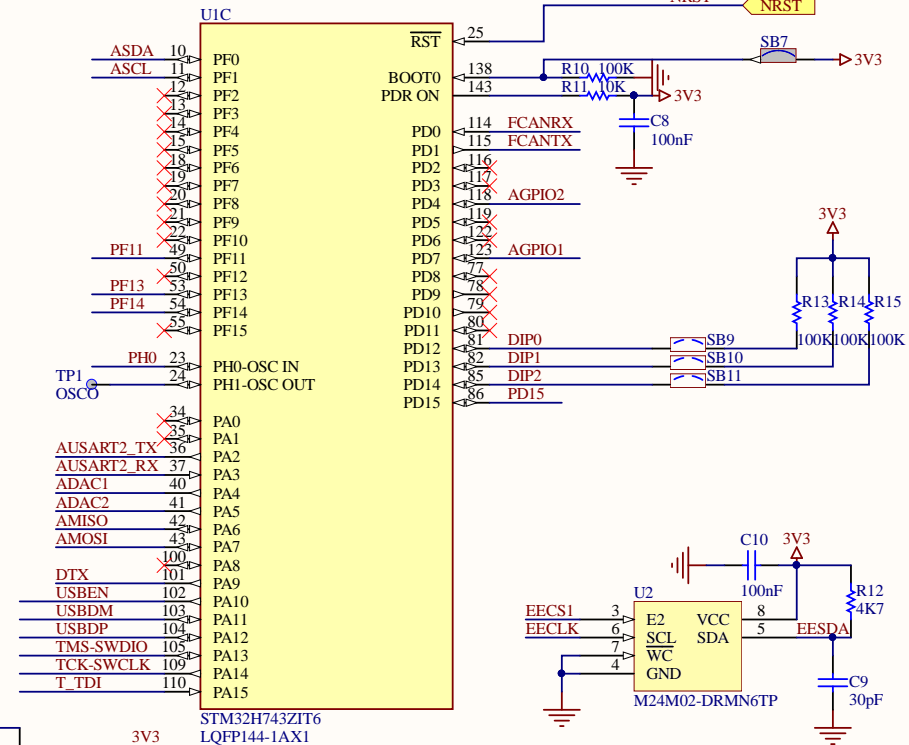 NRST
NRST
U1C
RST
25
ASDA 10 PF0
ASCL 11 PF1
12 PF2
13 PF3
14 PF4
15 PF5
18 PF6
19 PF7
20 PF8
21 PF9
22 PF10
PF11 49 PF11
50 PF12
PF13 53 PF13
PF14 54 PF14
55 PF15
PH0 23 PH0-OSC IN
TP1
OSCO
24 PH1-OSC OUT
34 PA0
35 PA1
AUSART2_TX 36 PA2
AUSART2_RX 37 PA3
ADAC1 40 PA4
ADAC2 41 PA5
AMISO 42 PA6
AMOSI 43 PA7
100 PA8
DTX 101 PA9
USBEN 102 PA10
USBDM 103 PA11
USBDP 104 PA12
TMS-SWDIO 105 PA13
TCK-SWCLK 109 PA14
T_TDI 110 PA15
BOOT0 138
PDR ON 143
PD0 114 FCANRX
PD1 115 FCANTX
PD2 116
PD3 117
PD4 118 AGPIO2
PD5 119
PD6 122
PD7 123 AGPIO1
PD8 77
PD9 78
PD10 79
PD11 80
PD12 81 DIP0
PD13 82 DIP1
PD14 85 DIP2
PD15 86 PD15
STM32H743ZIT6
LQFP144-1AX1
3V3
SB7
3V3
R10 100K
R11 10K
3V3
C8
100nF
3V3
R13 R14 R15
100K 100K 100K
SB9
SB10
SB11
C10
100nF
3V3
R12
4K7
U2
EECS1 3 E2
EECLK 6 SCL
7 WC
4 GND
VCC 8
SDA 5 EESDA
M24M02-DRMN6TP
C9
30pF